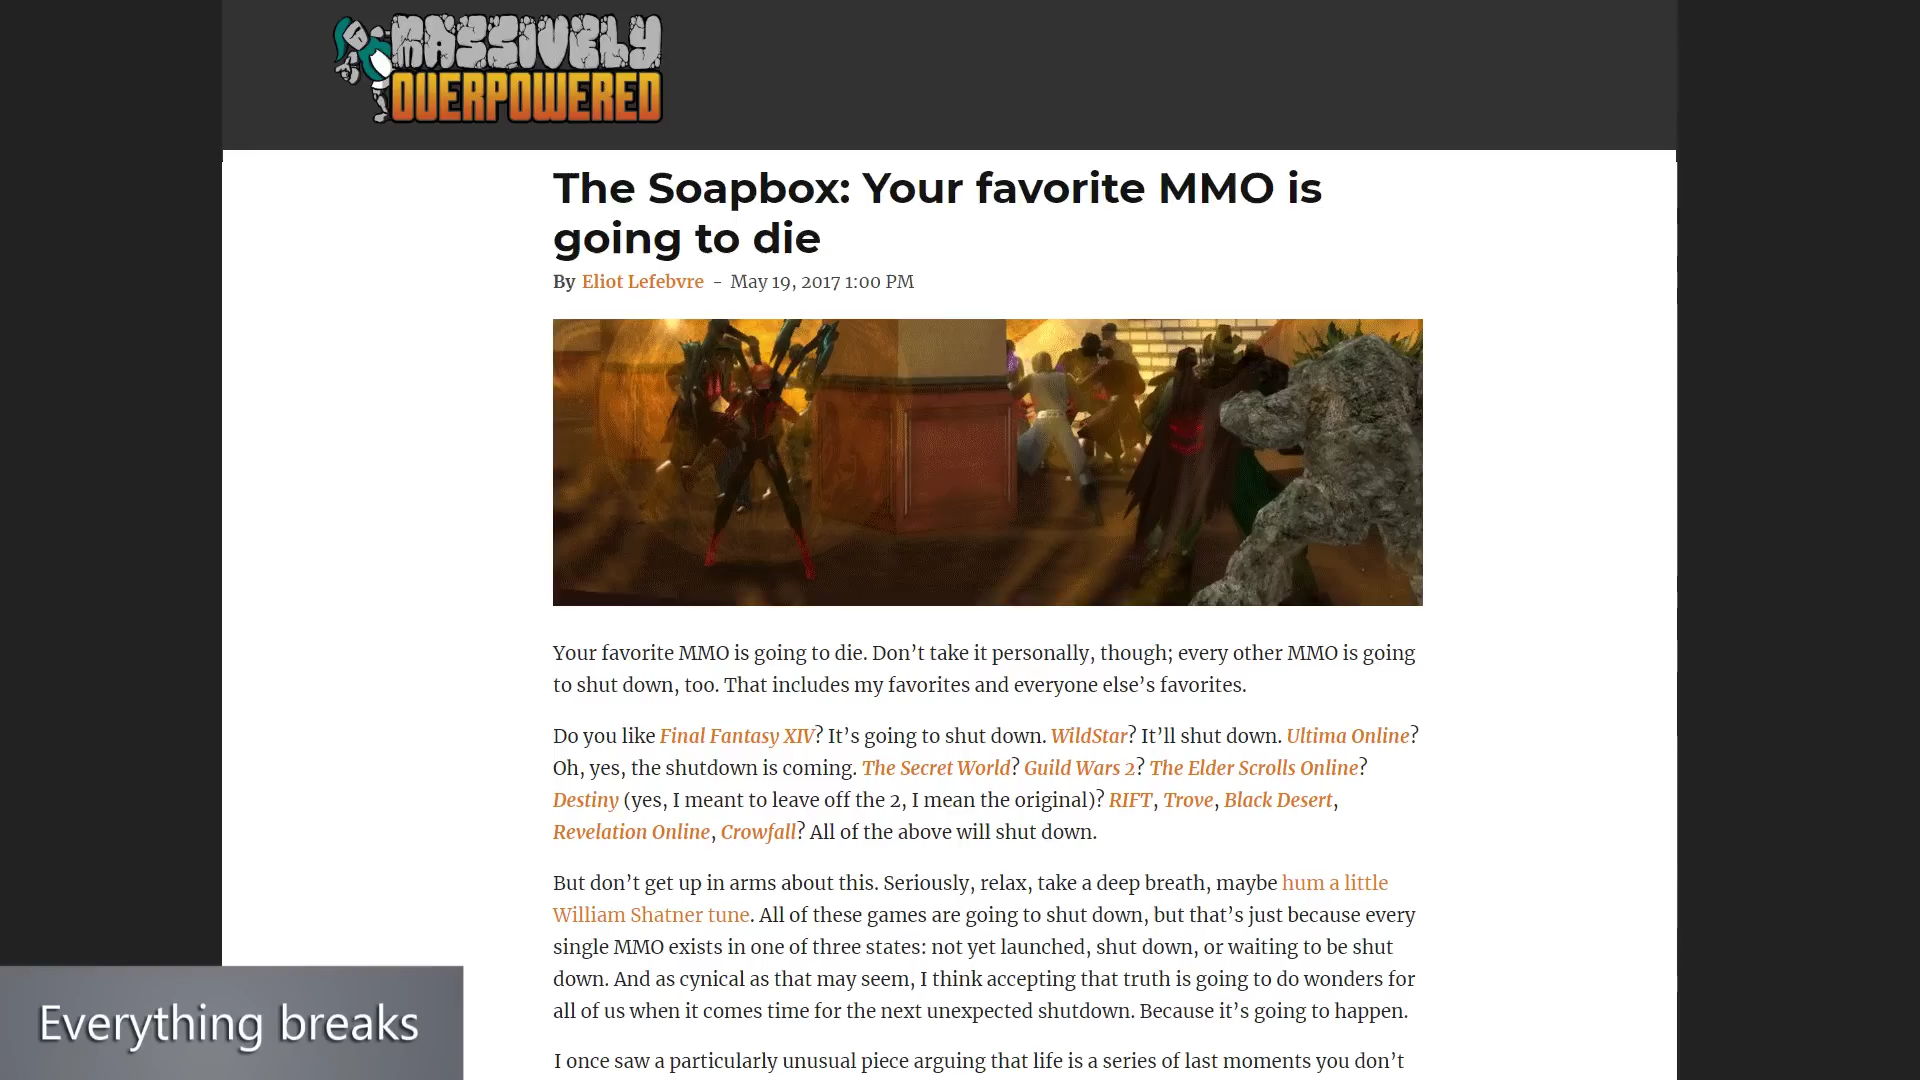 MASSIVELY
OVERPOWERED
The Soapbox: Your favorite MMO is
going to die
By Eliot Lefebvre - May 19, 2017 1:00 PM
Your favorite MMO is going to die. Don’t take it personally, though; every other MMO is going
to shut down, too. That includes my favorites and everyone else’s favorites.
Do you like Final Fantasy XIV? It’s going to shut down. WildStar? It’ll shut down. Ultima Online?
Oh, yes, the shutdown is coming. The Secret World? Guild Wars 2? The Elder Scrolls Online?
Destiny (yes, I meant to leave off the 2, I mean the original)? RIFT, Trove, Black Desert,
Revelation Online, Crowfall? All of the above will shut down.
But don’t get up in arms about this. Seriously, relax, take a deep breath, maybe hum a little
William Shatner tune. All of these games are going to shut down, but that’s just because every
single MMO exists in one of three states: not yet launched, shut down, or waiting to be shut
down. And as cynical as that may seem, I think accepting that truth is going to do wonders for
all of us when it comes time for the next unexpected shutdown. Because it’s going to happen.
I once saw a particularly unusual piece arguing that life is a series of last moments you don’t
Everything breaks